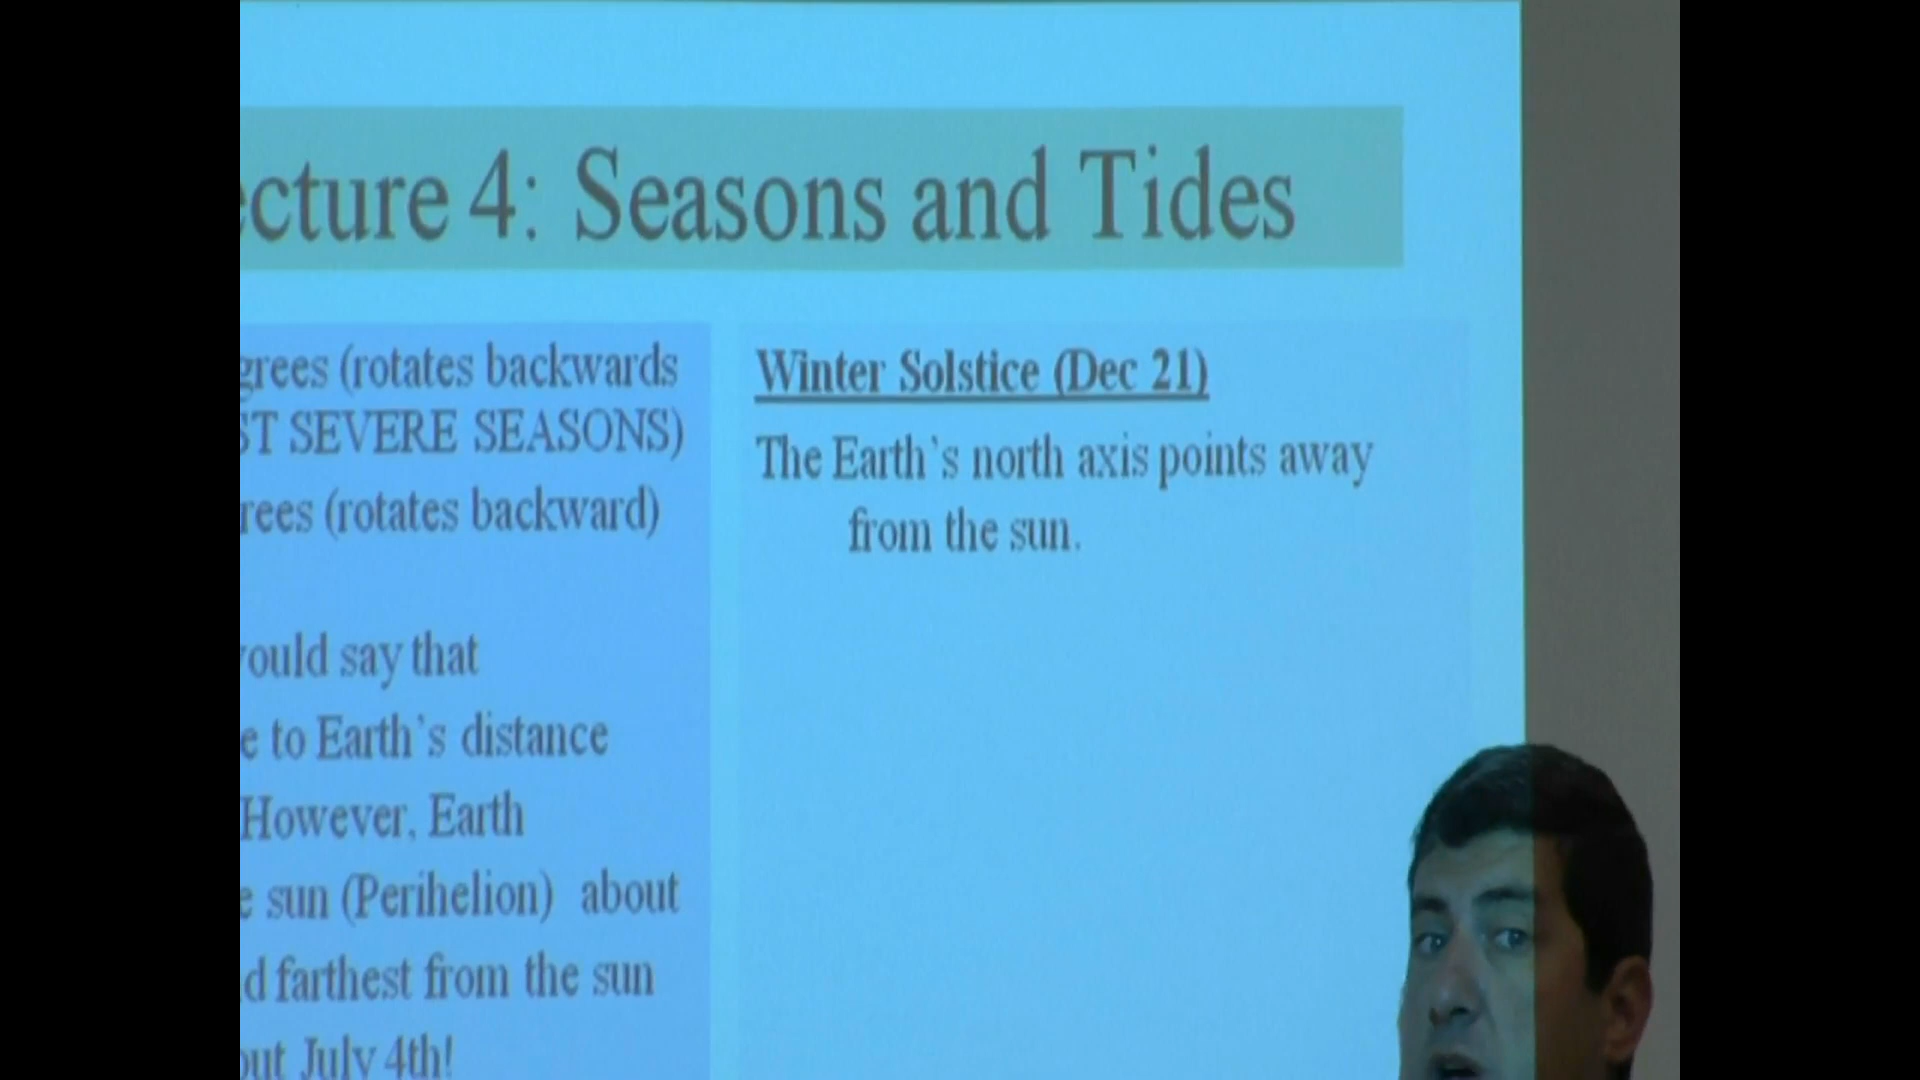 ecture 4: Seasons and Tides
grees (rotates backwards
ST SEVERE SEASONS)
rees (rotates backward)
ould say that
e to Earth`s distance
However, Earth
e sun (Perihelion) about
d farthest from the sun
out July 4th!
Winter Solstice (Dec 21)
The Earth`s north axis points away
from the sun.